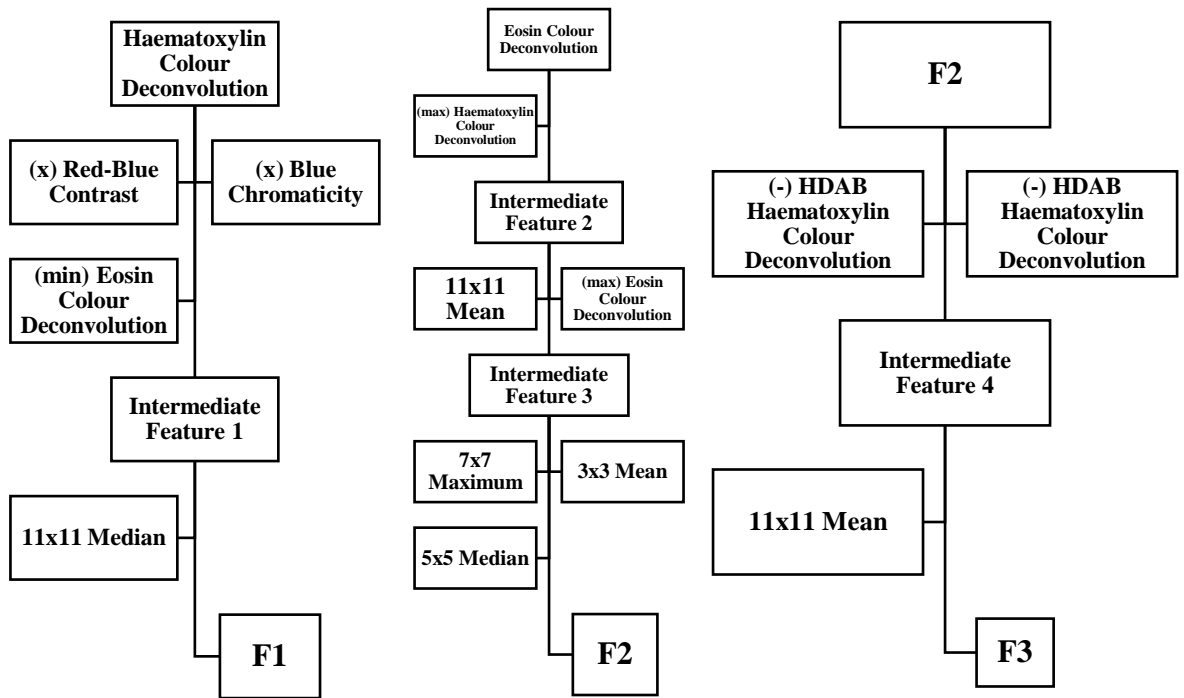 Haematoxylin
Colour
Deconvolution
(x) Red-Blue
Contrast
(x) Blue
Chromaticity
(min) Eosin
Colour
Deconvolution
Intermediate
Feature 1
11x11 Median
F1
Eosin Colour
Deconvolution
(max) Haematoxylin
Colour
Deconvolution
Intermediate
Feature 2
11x11
Mean
(max) Eosin
Colour
Deconvolution
Intermediate
Feature 3
7x7
Maximum
3x3 Mean
5x5 Median
F2
F2
(-) HDAB
Haematoxylin
Colour
Deconvolution
(-) HDAB
Haematoxylin
Colour
Deconvolution
Intermediate
Feature 4
11x11 Mean
F3